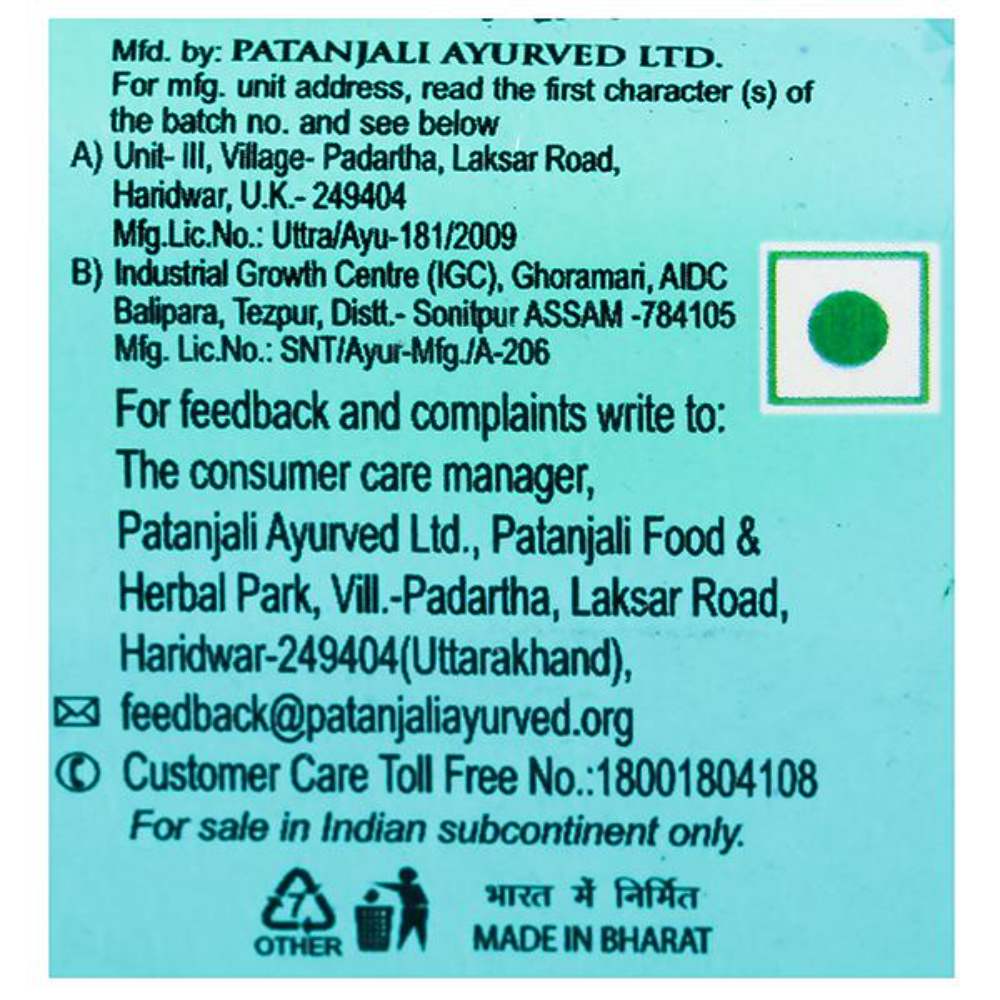 Mfd. by: PATANJALI AYURVED LTD.
For mfg. unit address, read the first character (s) of
the batch no. and see below
A) Unit- III, Village- Padartha, Laksar Road,
Haridwar, U.K.- 249404
Mfg.Lic.No.: Uttra/Ayu-181/2009
B) Industrial Growth Centre (IGC), Ghoramari, AIDC
Balipara, Tezpur, Distt.- Sonitpur ASSAM -784105
Mfg. Lic.No.: SNT/Ayur-Mfg./A-206
For feedback and complaints write to:
The consumer care manager,
Patanjali Ayurved Ltd., Patanjali Food &
Herbal Park, Vill.-Padartha, Laksar Road,
Haridwar-249404(Uttarakhand),
feedback@patanjaliayurved.org
Customer Care Toll Free No.:18001804108
For sale in Indian subcontinent only.
7
OTHER
भारत में निर्मित
MADE IN BHARAT